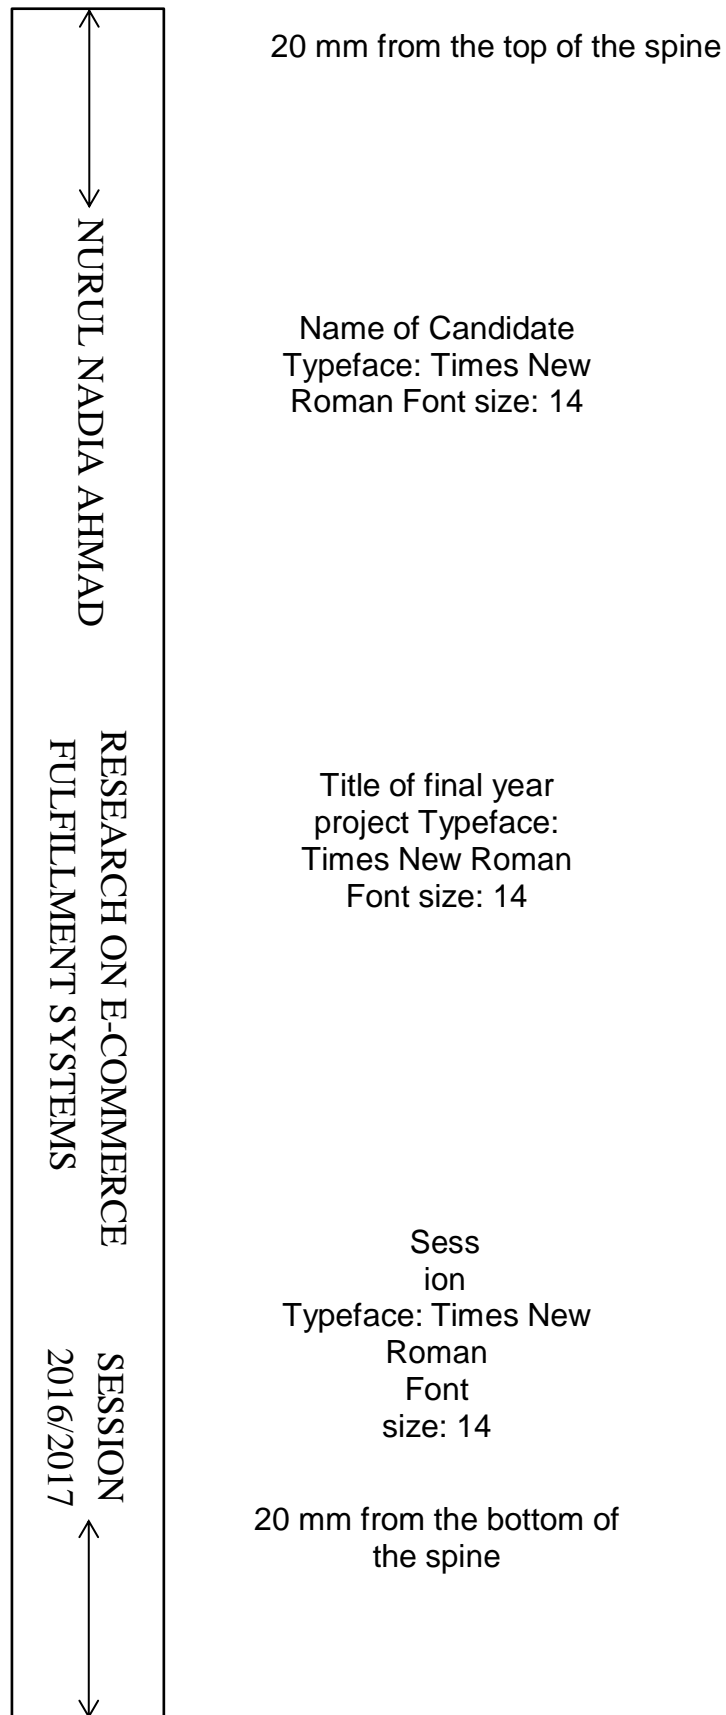 20 mm from the top of the spine
NURUL NADIA AHMAD
Name of Candidate
Typeface: Times New
Roman Font size: 14
RESEARCH ON E-COMMERCE
FULFILLMENT SYSTEMS
Title of final year
project Typeface:
Times New Roman
Font size: 14
SESSION
2016/2017
Sess
ion
Typeface: Times New
Roman
Font
size: 14
20 mm from the bottom of
the spine